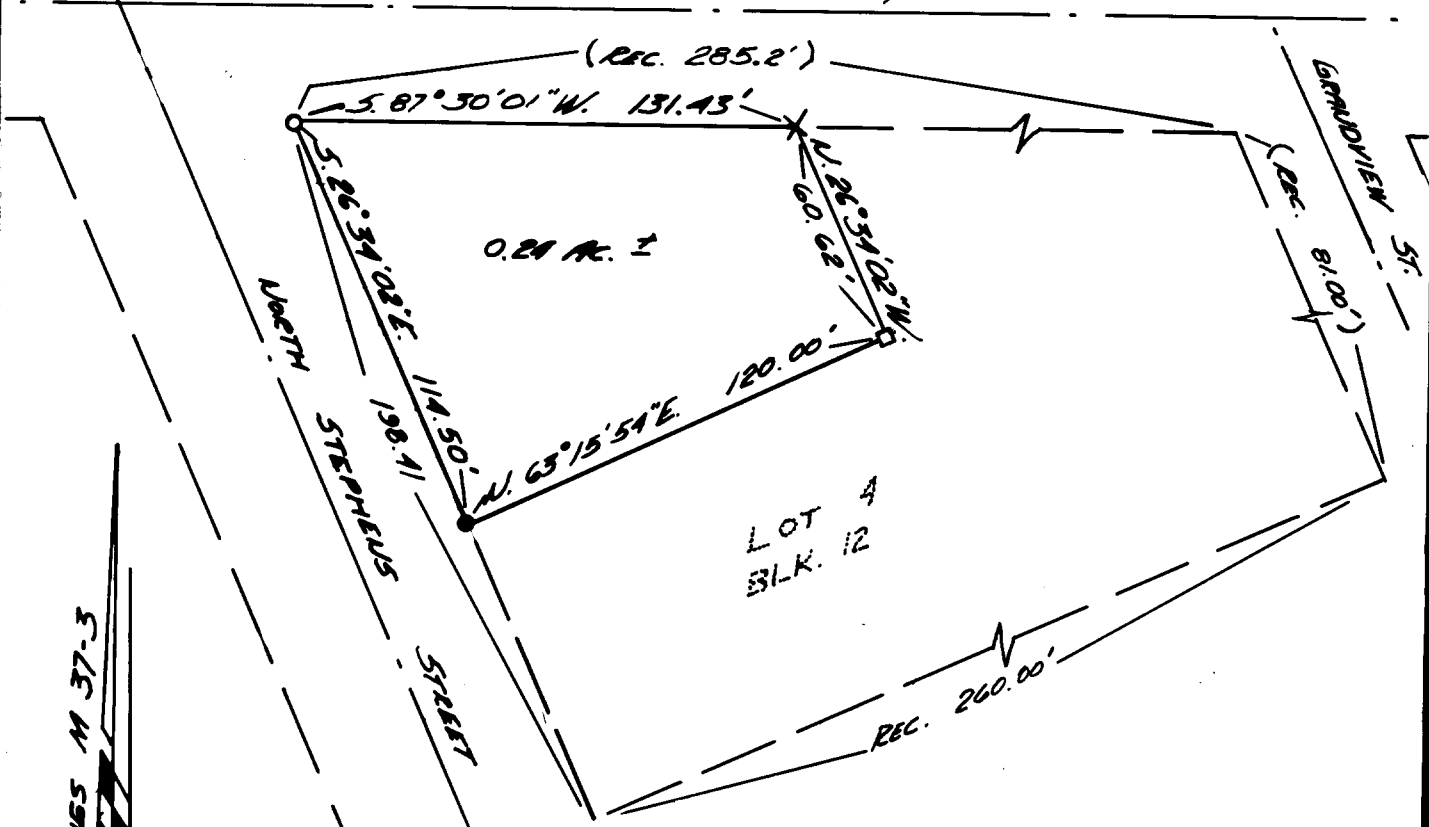 (REC. 285.2')
S. 87° 30' 01" W. 131.43'
GRANDVIEW ST.
(REC. 81.00')
N. 26° 34' 02" W.
60.62'
S. 26° 34' 02" E. 114.50'
0.24 AC. ±
NORTH STEPHENS STREET
198.41
N. 63° 15' 54" E. 120.00'
LOT 4
BLK. 12
REC. 260.00'
M 37-3